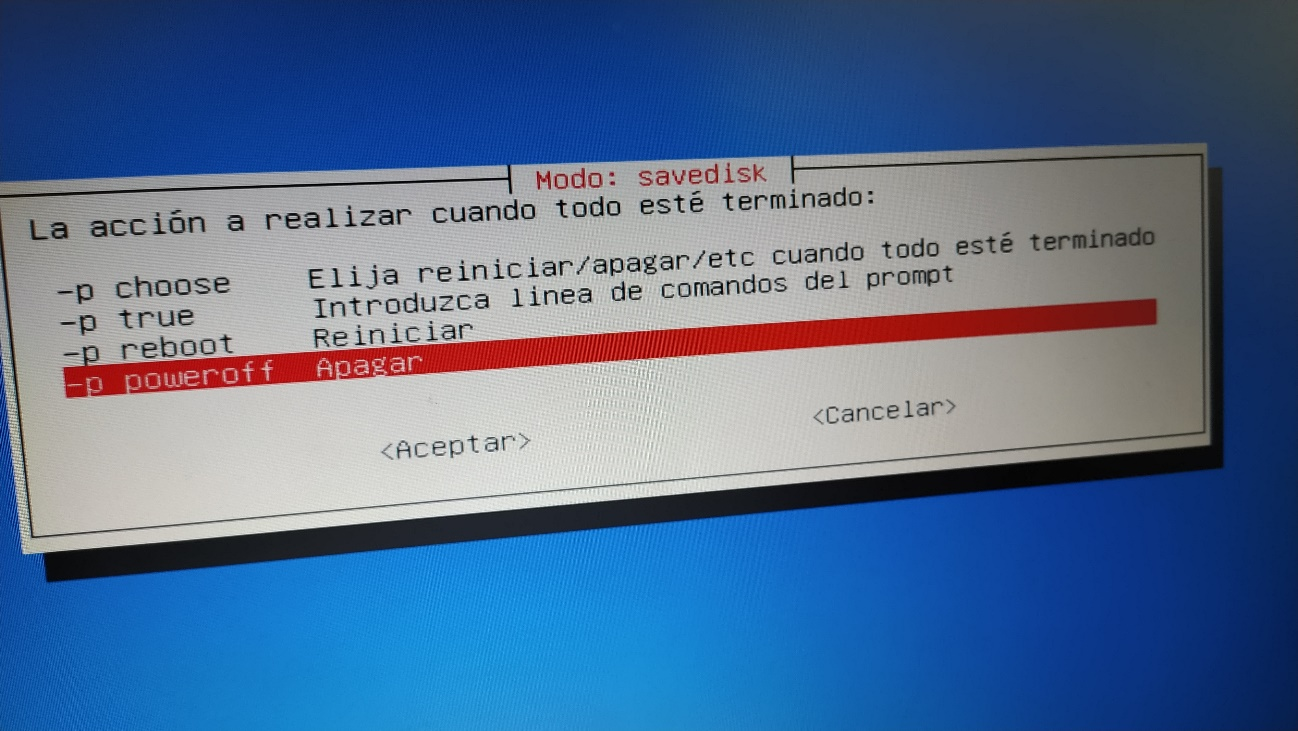 Modo: savedisk
La acción a realizar cuando todo esté terminado:
-p choose Elija reiniciar/apagar/etc cuando todo esté terminado
-p true Introduzca linea de comandos del prompt
-p reboot Reiniciar
-p poweroff Apagar
<Aceptar> <Cancelar>